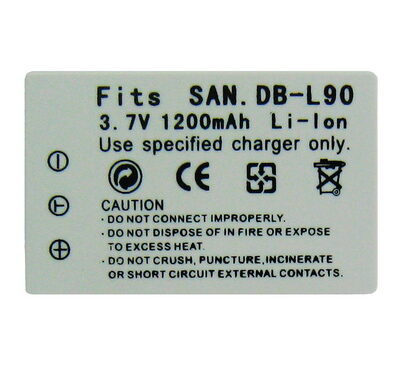 Fits SAN. DB-L90
3.7V 1200mAh Li-Ion
Use specified charger only.
CE
CAUTION
· DO NOT CONNECT IMPROPERLY.
· DO NOT DISPOSE OF IN FIRE OR EXPOSE
TO EXCESS HEAT.
· DO NOT CRUSH, PUNCTURE, INCINERATE
OR SHORT CIRCUIT EXTERNAL CONTACTS.
⊖
T
⊕